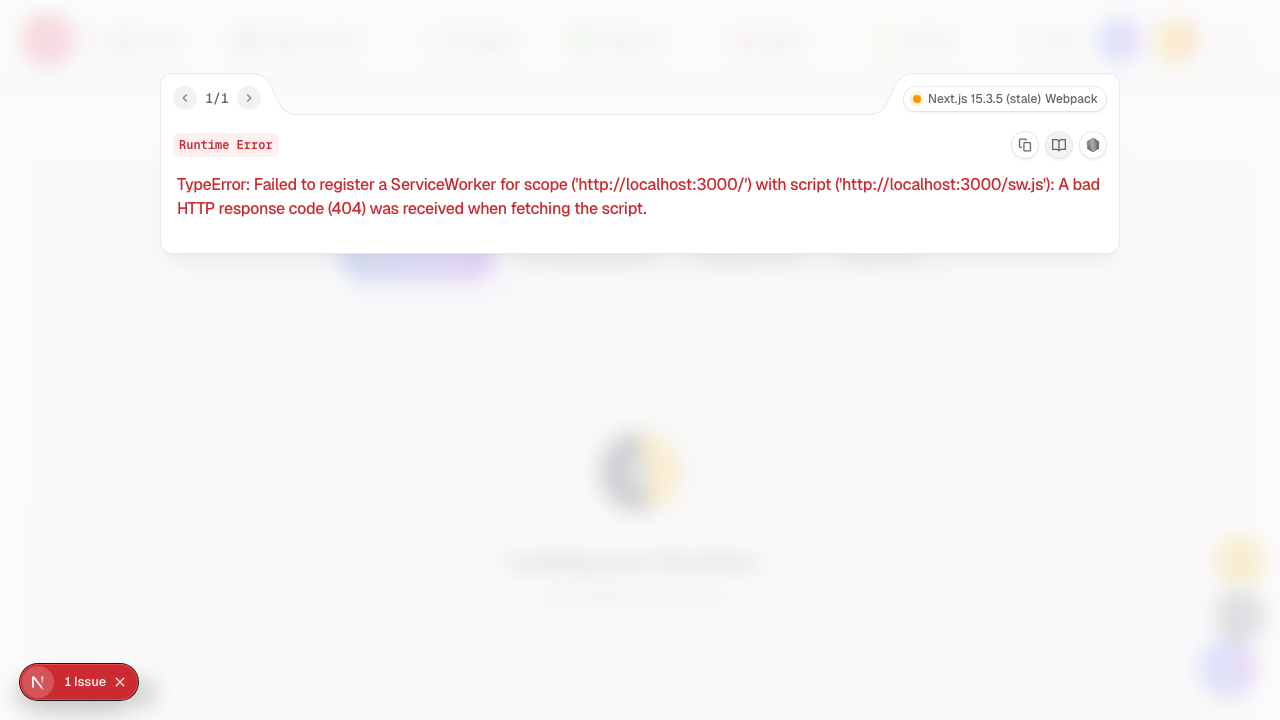 1/1
Next.js 15.3.5 (stale) Webpack
Runtime Error
TypeError: Failed to register a ServiceWorker for scope ('http://localhost:3000/') with script ('http://localhost:3000/sw.js'): A bad
HTTP response code (404) was received when fetching the script.
1 Issue